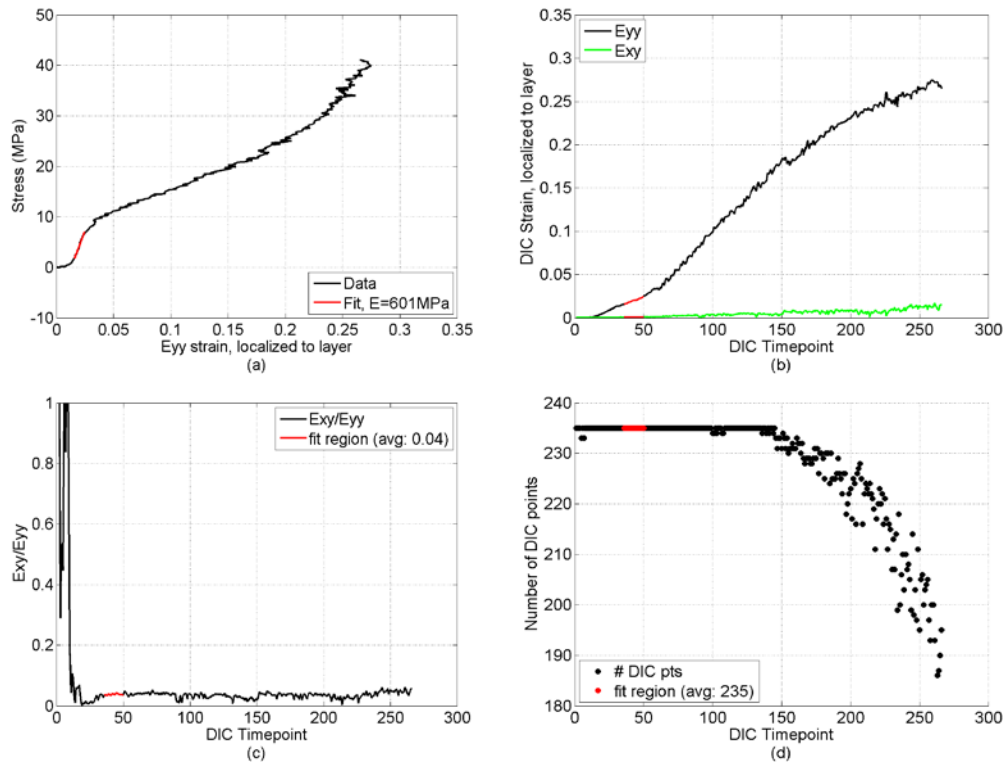 50
40
30
20
10
0
-10
Stress (MPa)
Data
Fit, E=601MPa
0
0.05
0.1
0.15
0.2
0.25
0.3
0.35
Eyy strain, localized to layer
(a)
0.35
0.3
0.25
0.2
0.15
0.1
0.05
0
DIC Strain, localized to layer
Eyy
Exy
0
50
100
150
200
250
300
DIC Timepoint
(b)
1
0.8
0.6
0.4
0.2
0
Exy/Eyy
Exy/Eyy
fit region (avg: 0.04)
0
50
100
150
200
250
300
DIC Timepoint
(c)
240
230
220
210
200
190
180
Number of DIC points
# DIC pts
fit region (avg: 235)
0
50
100
150
200
250
300
DIC Timepoint
(d)